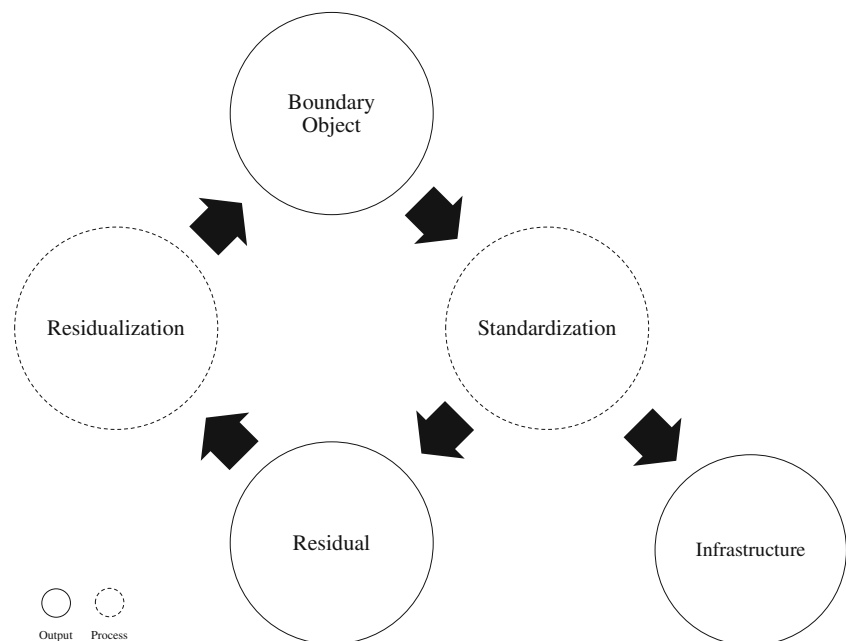 Boundary
Object
Residualization
Standardization
Residual
Infrastructure
Output
Process